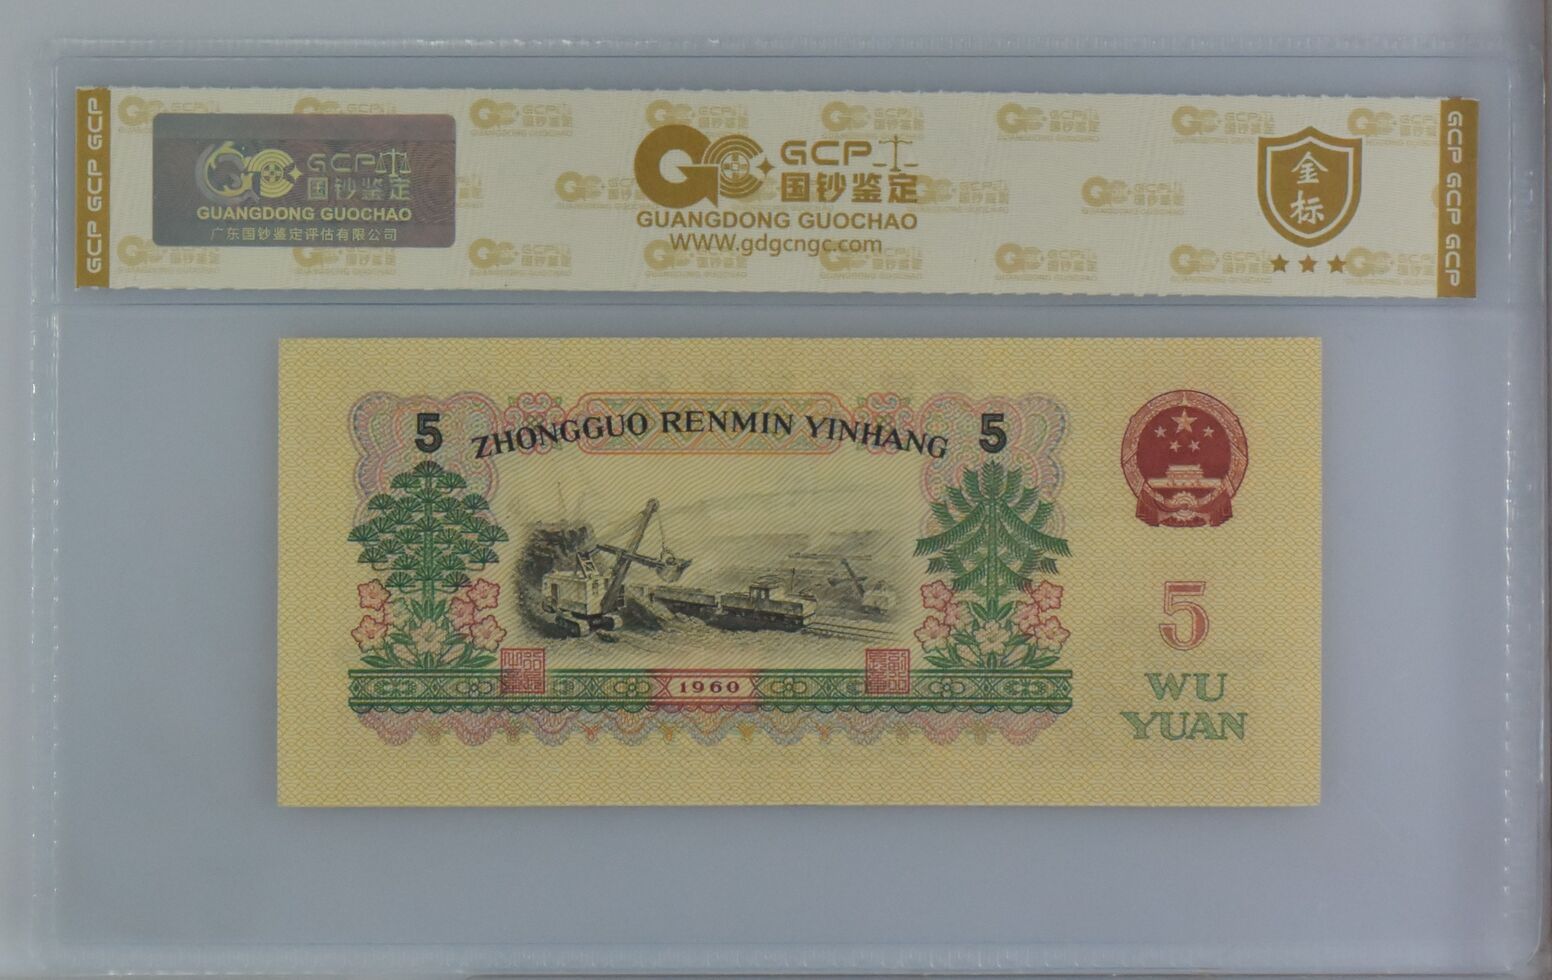 GCP GCP GCP
GCP
国钞鉴定
GUANGDONG GUOCHAO
广东国钞鉴定评估有限公司
GCP
国钞鉴定
GUANGDONG GUOCHAO
WWW.gdgcngc.com
金
标
GCP GCP GCP
5 ZHONGGUO RENMIN YINHANG 5
5
WU
YUAN
1960